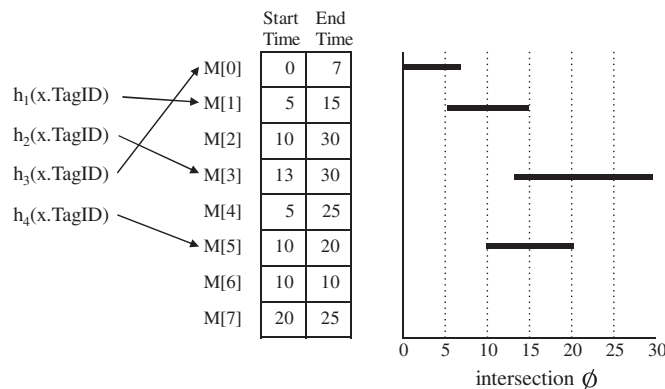 Start Time End Time
M[0] 0 7
h1(x.TagID) M[1] 5 15
h2(x.TagID) M[2] 10 30
h3(x.TagID) M[3] 13 30
h4(x.TagID) M[4] 5 25
M[5] 10 20
M[6] 10 10
M[7] 20 25
0 5 10 15 20 25 30
intersection ϕ